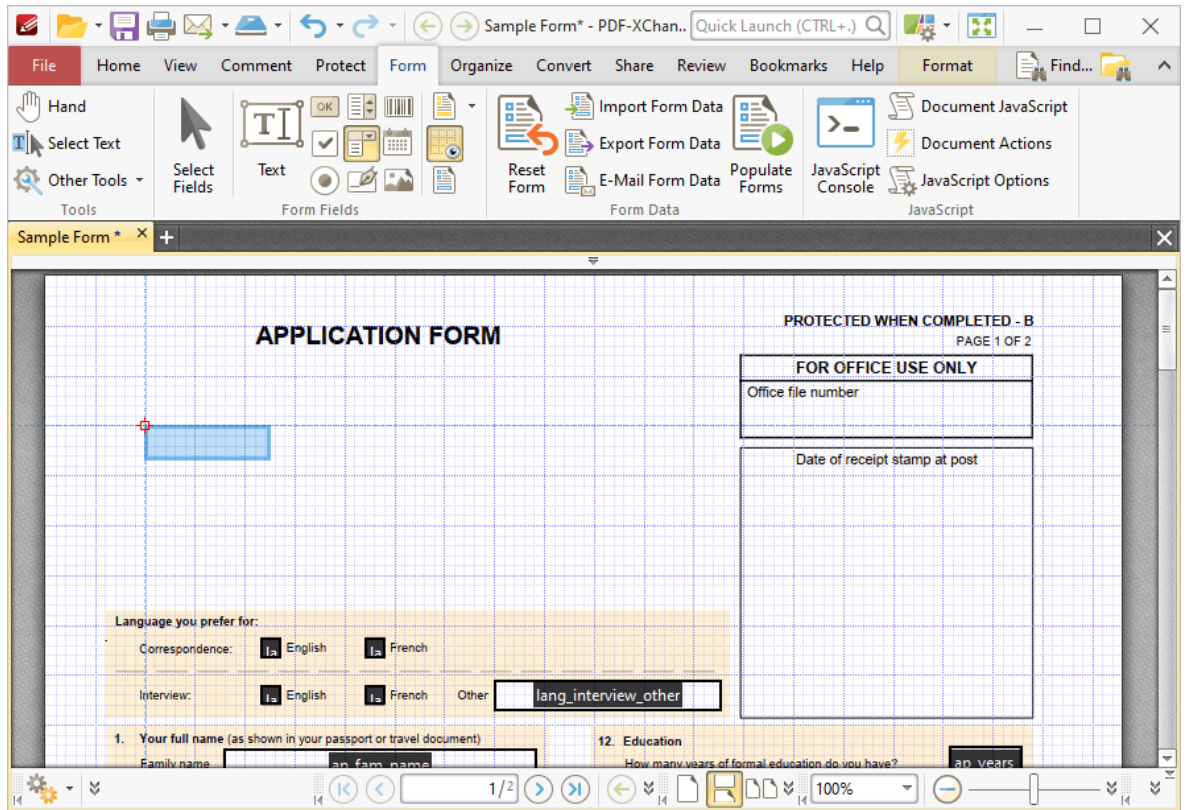 Sample Form* - PDF-XChan..
Quick Launch (CTRL+.)
File Home View Comment Protect Form Organize Convert Share Review Bookmarks Help Format Find...
Hand
Select Text
Other Tools
Tools
Select Fields
Text
OK
Form Fields
Reset Form
Import Form Data
Export Form Data
E-Mail Form Data
Populate Forms
Form Data
JavaScript Console
Document JavaScript
Document Actions
JavaScript Options
JavaScript
Sample Form *
APPLICATION FORM
PROTECTED WHEN COMPLETED - B
PAGE 1 OF 2
FOR OFFICE USE ONLY
Office file number
Date of receipt stamp at post
Language you prefer for:
Correspondence: English French
Interview: English French Other lang_interview_other
1. Your full name (as shown in your passport or travel document)
Family name ap_fam_name
12. Education
How many years of formal education do you have? ap_years
1/2
100%